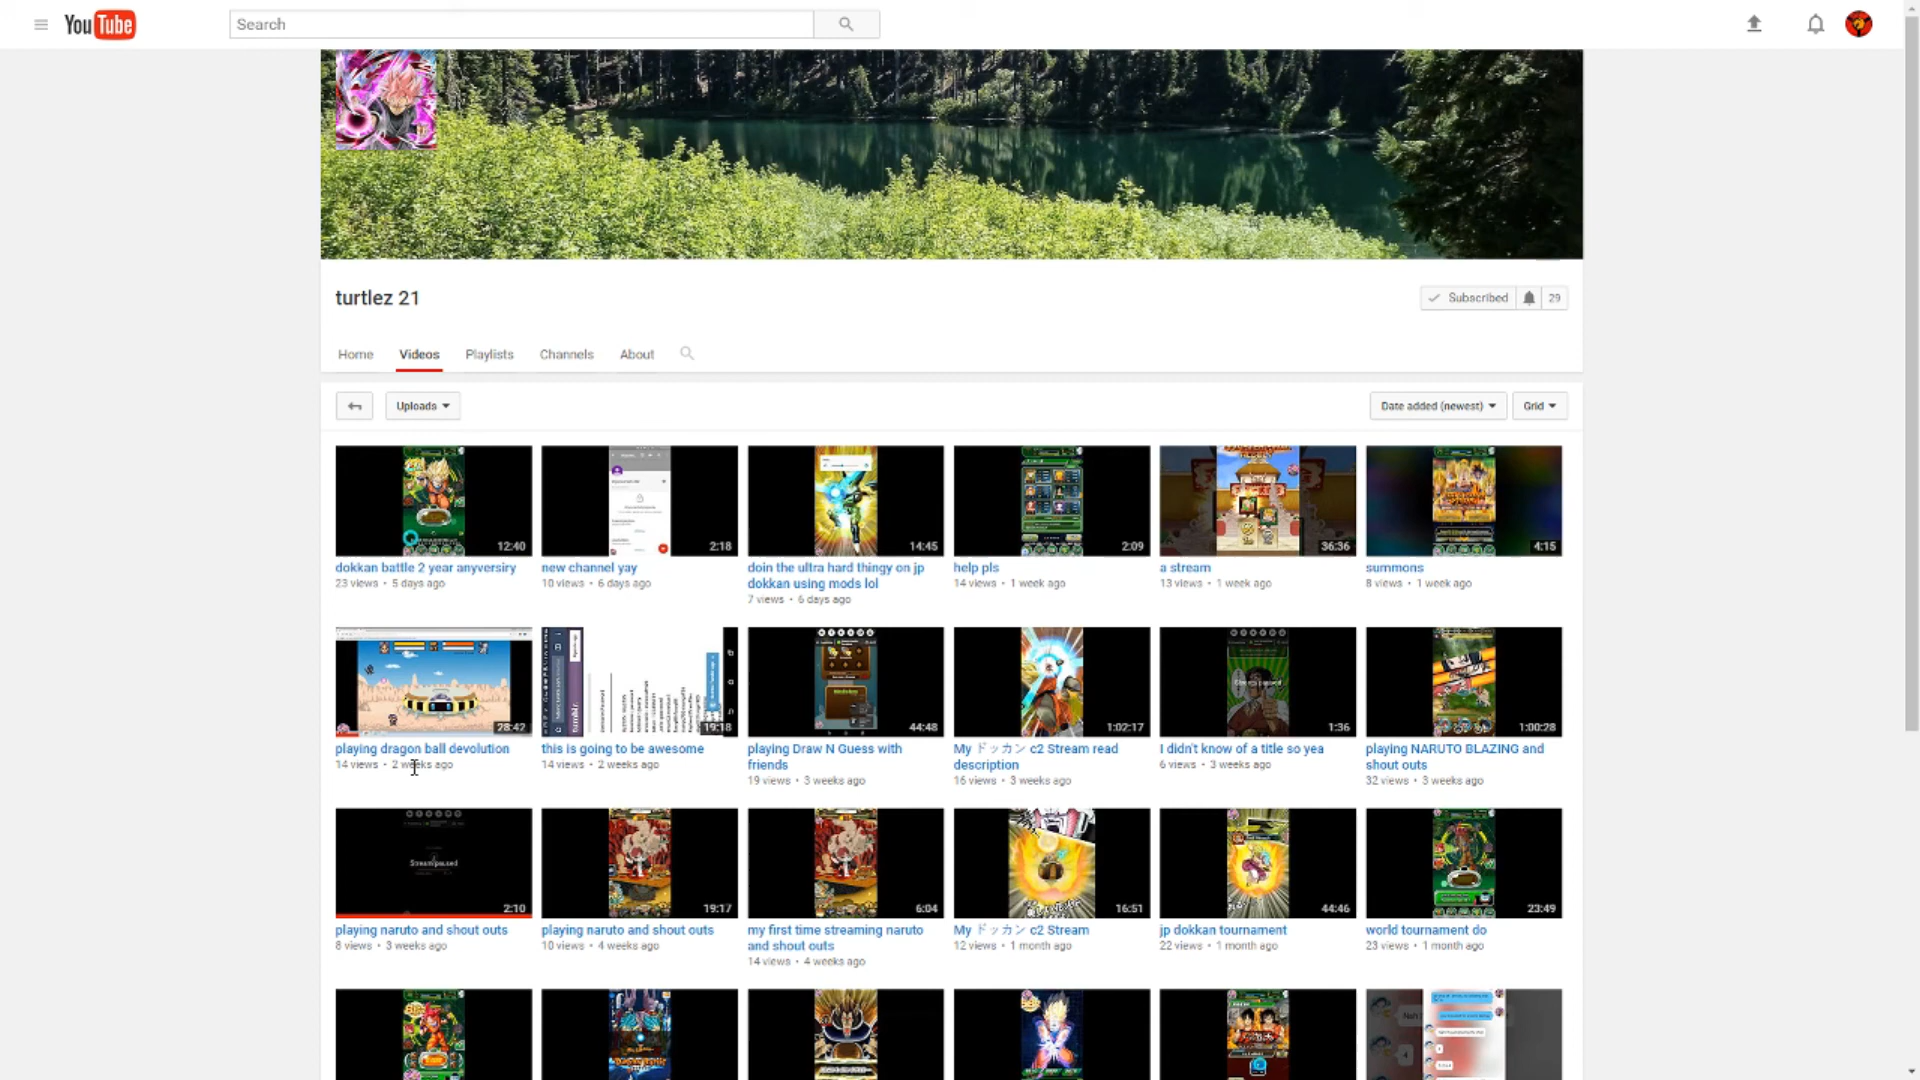 YouTube
Search
turtlez 21
Subscribed 29
Home Videos Playlists Channels About
Uploads
Date added (newest) Grid
12:40 2:18 14:45 2:09 36:36 4:15
dokkan battle 2 year anyversiry
23 views • 5 days ago
new channel yay
10 views • 6 days ago
doin the ultra hard thingy on jp
dokkan using mods lol
7 views • 6 days ago
help pls
14 views • 1 week ago
a stream
13 views • 1 week ago
summons
8 views • 1 week ago
28:42 19:18 44:48 1:02:17 1:36 1:00:28
playing dragon ball devolution
14 views • 2 weeks ago
this is going to be awesome
14 views • 2 weeks ago
playing Draw N Guess with
friends
19 views • 3 weeks ago
My ドッカン c2 Stream read
description
16 views • 3 weeks ago
I didn't know of a title so yea
6 views • 3 weeks ago
playing NARUTO BLAZING and
shout outs
32 views • 3 weeks ago
Stream paused
2:10 19:17 6:04 16:51 44:46 23:49
playing naruto and shout outs
8 views • 3 weeks ago
playing naruto and shout outs
10 views • 4 weeks ago
my first time streaming naruto
and shout outs
14 views • 4 weeks ago
My ドッカン c2 Stream
12 views • 1 month ago
jp dokkan tournament
22 views • 1 month ago
world tournament do
23 views • 1 month ago